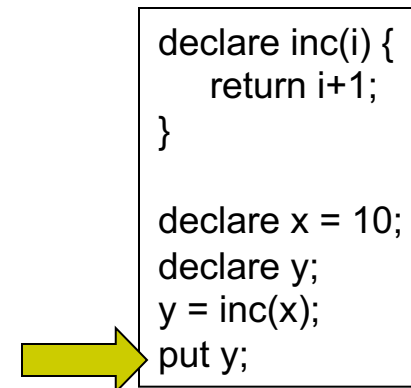 declare inc(i) {
return i+1;
}
declare x = 10;
declare y;
y = inc(x);
put y;